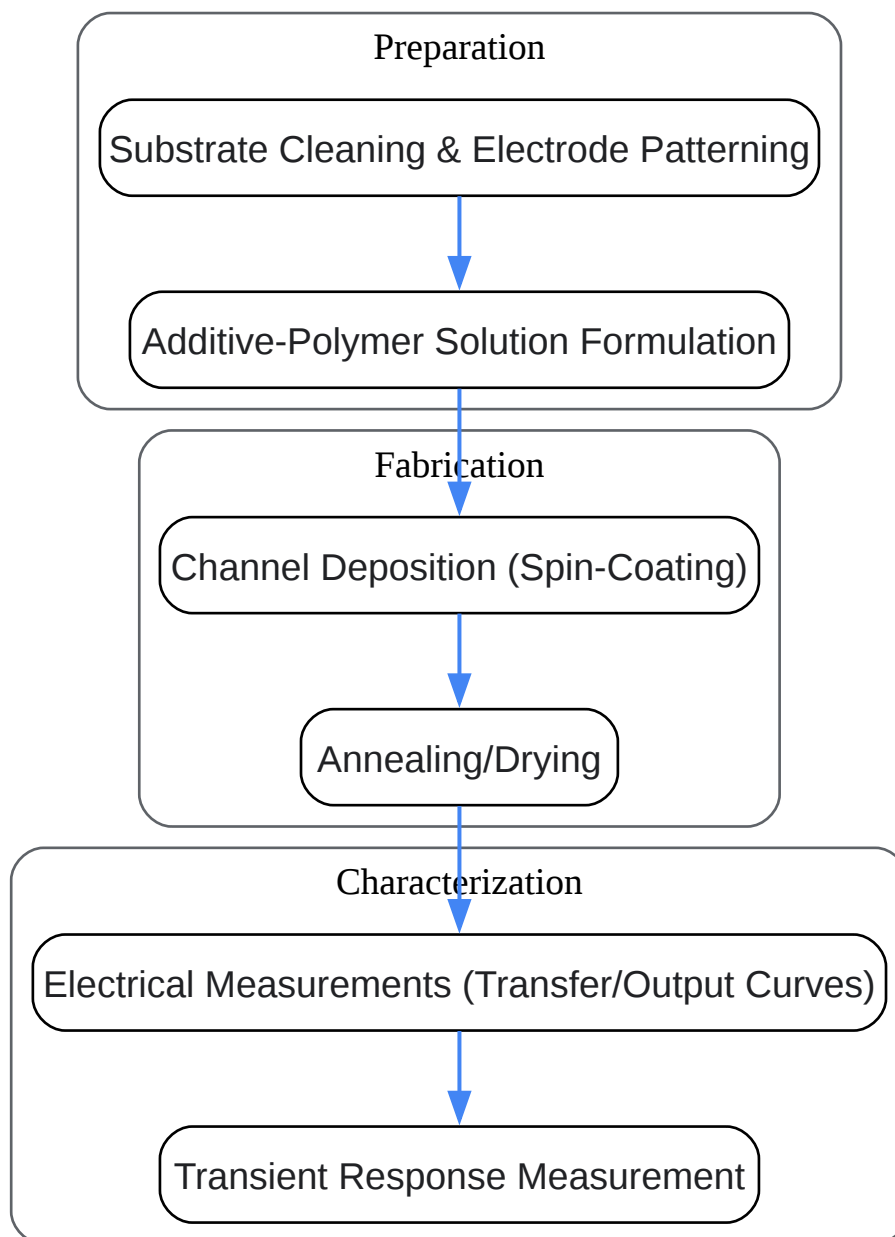 Preparation
Substrate Cleaning & Electrode Patterning
Additive-Polymer Solution Formulation
Fabrication
Channel Deposition (Spin-Coating)
Annealing/Drying
Characterization
Electrical Measurements (Transfer/Output Curves)
Transient Response Measurement